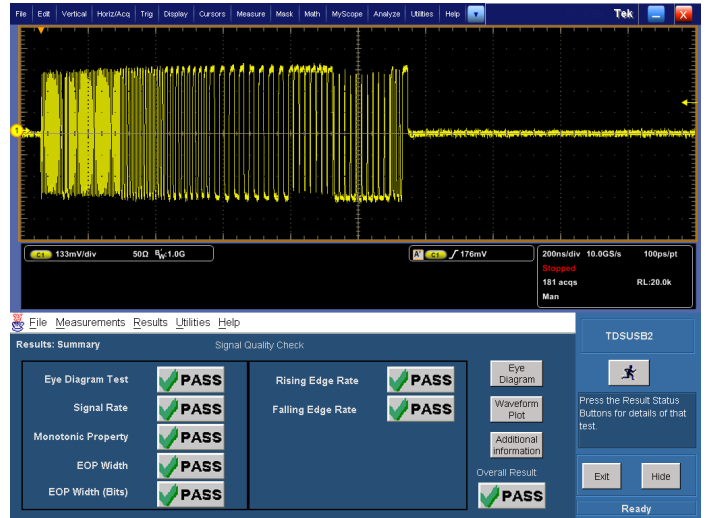 File Edit Vertical Horiz/Acq Trig Display Cursors Measure Mask Math MyScope Analyze Utilities Help Tek
1
C1 133mV/div 50Ω BW:1.0G
A' C1 176mV
200ns/div 10.0GS/s 100ps/pt
Stopped
181 acqs RL:20.0k
Man
File Measurements Results Utilities Help
TDSUSB2
Results: Summary Signal Quality Check
Eye Diagram Test PASS
Rising Edge Rate PASS
Eye Diagram
Signal Rate PASS
Falling Edge Rate PASS
Waveform Plot
Monotonic Property PASS
Additional information
EOP Width PASS
Overall Result
EOP Width (Bits) PASS
PASS
Press the Result Status
Buttons for details of that
test.
Exit Hide
Ready